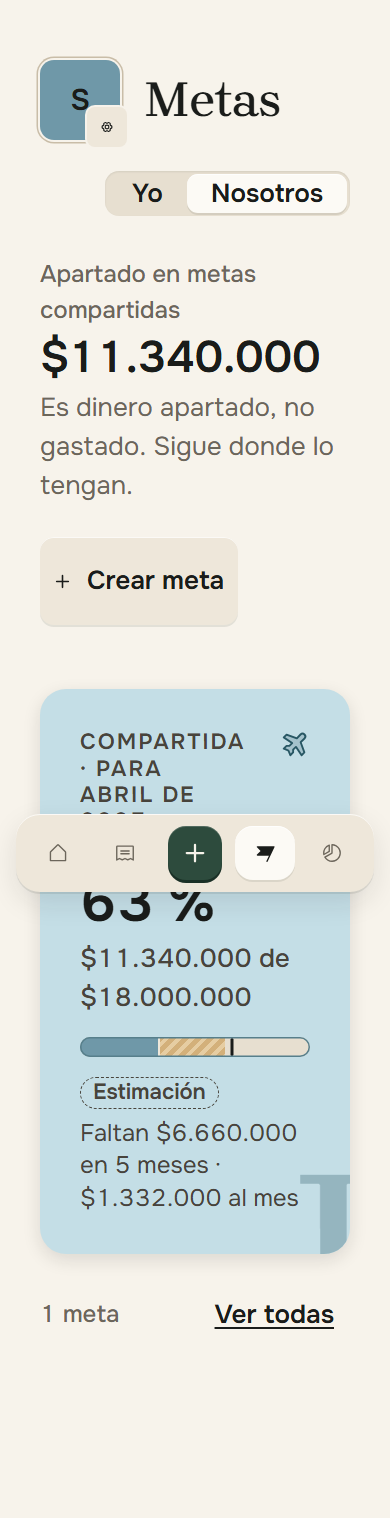 S
Metas
Yo
Nosotros
Apartado en metas
compartidas
$11.340.000
Es dinero apartado, no
gastado. Sigue donde lo
tengan.
+ Crear meta
COMPARTIDA
· PARA
ABRIL DE
63 %
$11.340.000 de
$18.000.000
Estimación
Faltan $6.660.000
en 5 meses ·
$1.332.000 al mes
1 meta
Ver todas